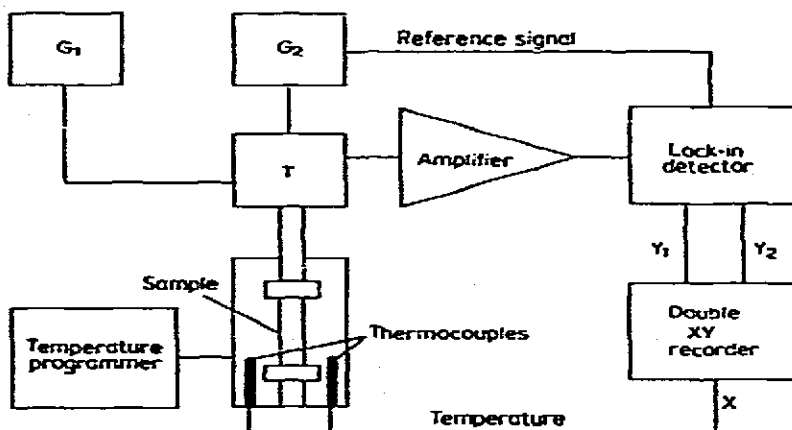 G1
G2
Reference signal
T
Amplifier
Lock-in
detector
Y1
Y2
Sample
Temperature
programmer
Thermocouples
Double
XY
recorder
Temperature
X